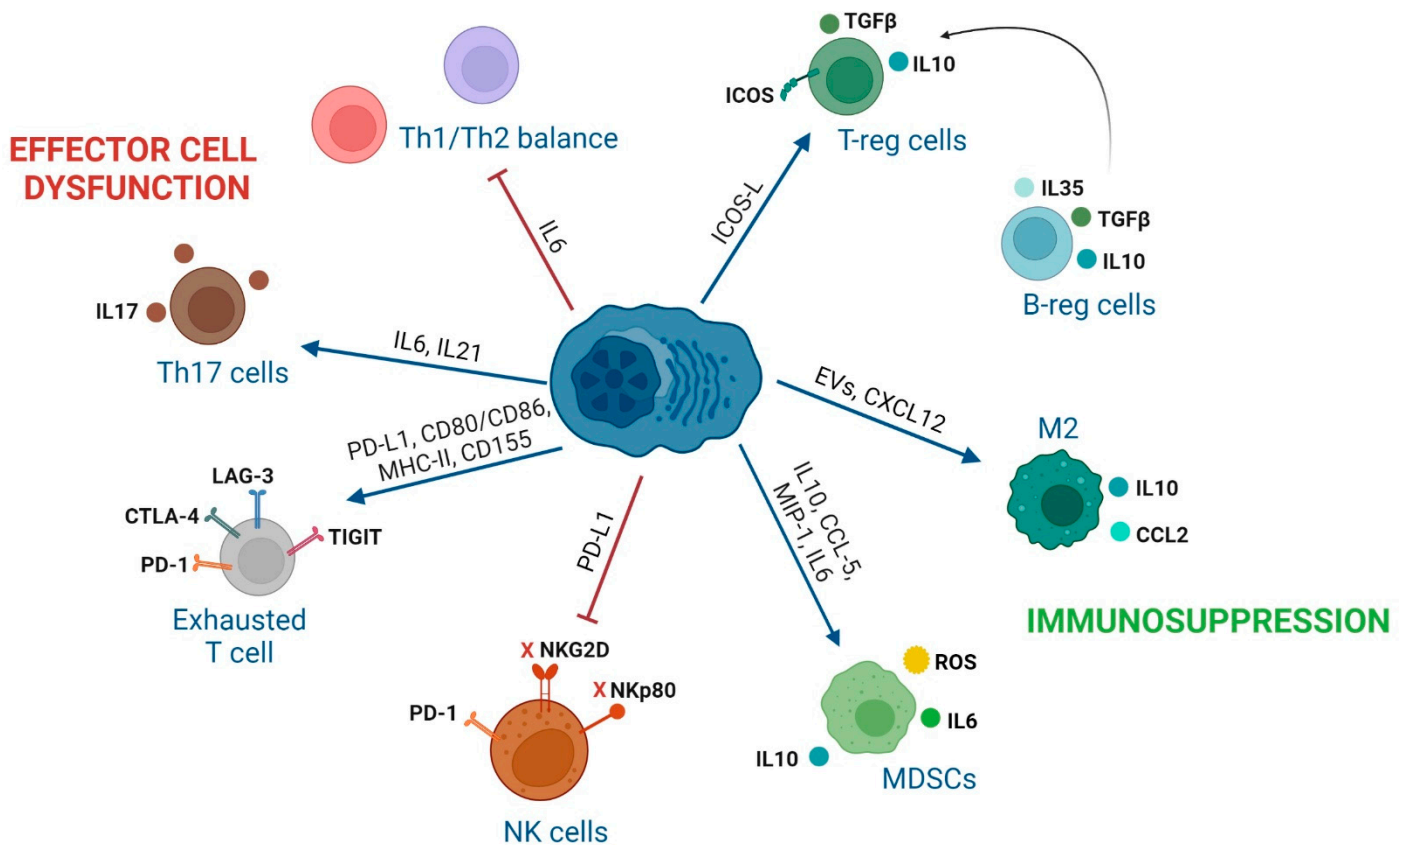 TGFβ
IL10
ICOS
T-reg cells
Th1/Th2 balance
EFFECTOR CELL
DYSFUNCTION
IL35
TGFβ
IL10
B-reg cells
ICOS-L
IL6
IL17
Th17 cells
IL6, IL21
EVs, CXCL12
PD-L1, CD80/CD86,
MHC-II, CD155
M2
IL10
CCL2
LAG-3
CTLA-4
TIGIT
PD-1
Exhausted
T cell
PD-L1
IL10, CCL-5,
MIP-1, IL6
IMMUNOSUPPRESSION
X NKG2D
X NKp80
PD-1
NK cells
ROS
IL6
IL10
MDSCs